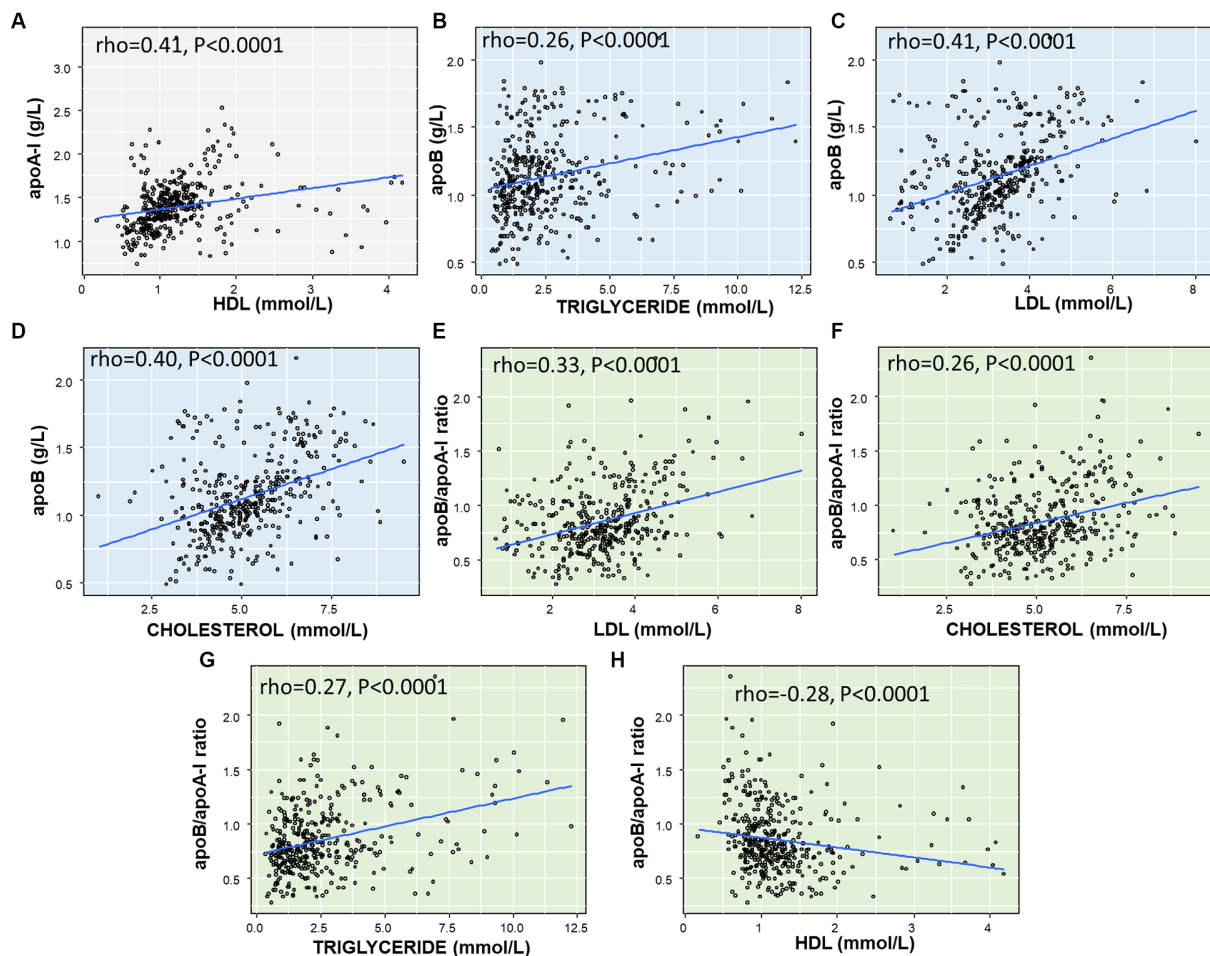 A
rho=0.41, P<0.0001
apoA-I (g/L)
3.0
2.5
2.0
1.5
1.0
0
1
2
3
4
HDL (mmol/L)
B
rho=0.26, P<0.0001
apoB (g/L)
2.0
1.5
1.0
0.5
0.0
2.5
5.0
7.5
10.0
12.5
TRIGLYCERIDE (mmol/L)
C
rho=0.41, P<0.0001
apoB (g/L)
2.0
1.5
1.0
0.5
2
4
6
8
LDL (mmol/L)
D
rho=0.40, P<0.0001
apoB (g/L)
2.0
1.5
1.0
0.5
2.5
5.0
7.5
CHOLESTEROL (mmol/L)
E
rho=0.33, P<0.0001
apoB/apoA-I ratio
2.0
1.5
1.0
0.5
2
4
6
8
LDL (mmol/L)
F
rho=0.26, P<0.0001
apoB/apoA-I ratio
2.0
1.5
1.0
0.5
2.5
5.0
7.5
CHOLESTEROL (mmol/L)
G
rho=0.27, P<0.0001
apoB/apoA-I ratio
2.0
1.5
1.0
0.5
0.0
2.5
5.0
7.5
10.0
12.5
TRIGLYCERIDE (mmol/L)
H
rho=-0.28, P<0.0001
apoB/apoA-I ratio
2.0
1.5
1.0
0.5
0
1
2
3
4
HDL (mmol/L)